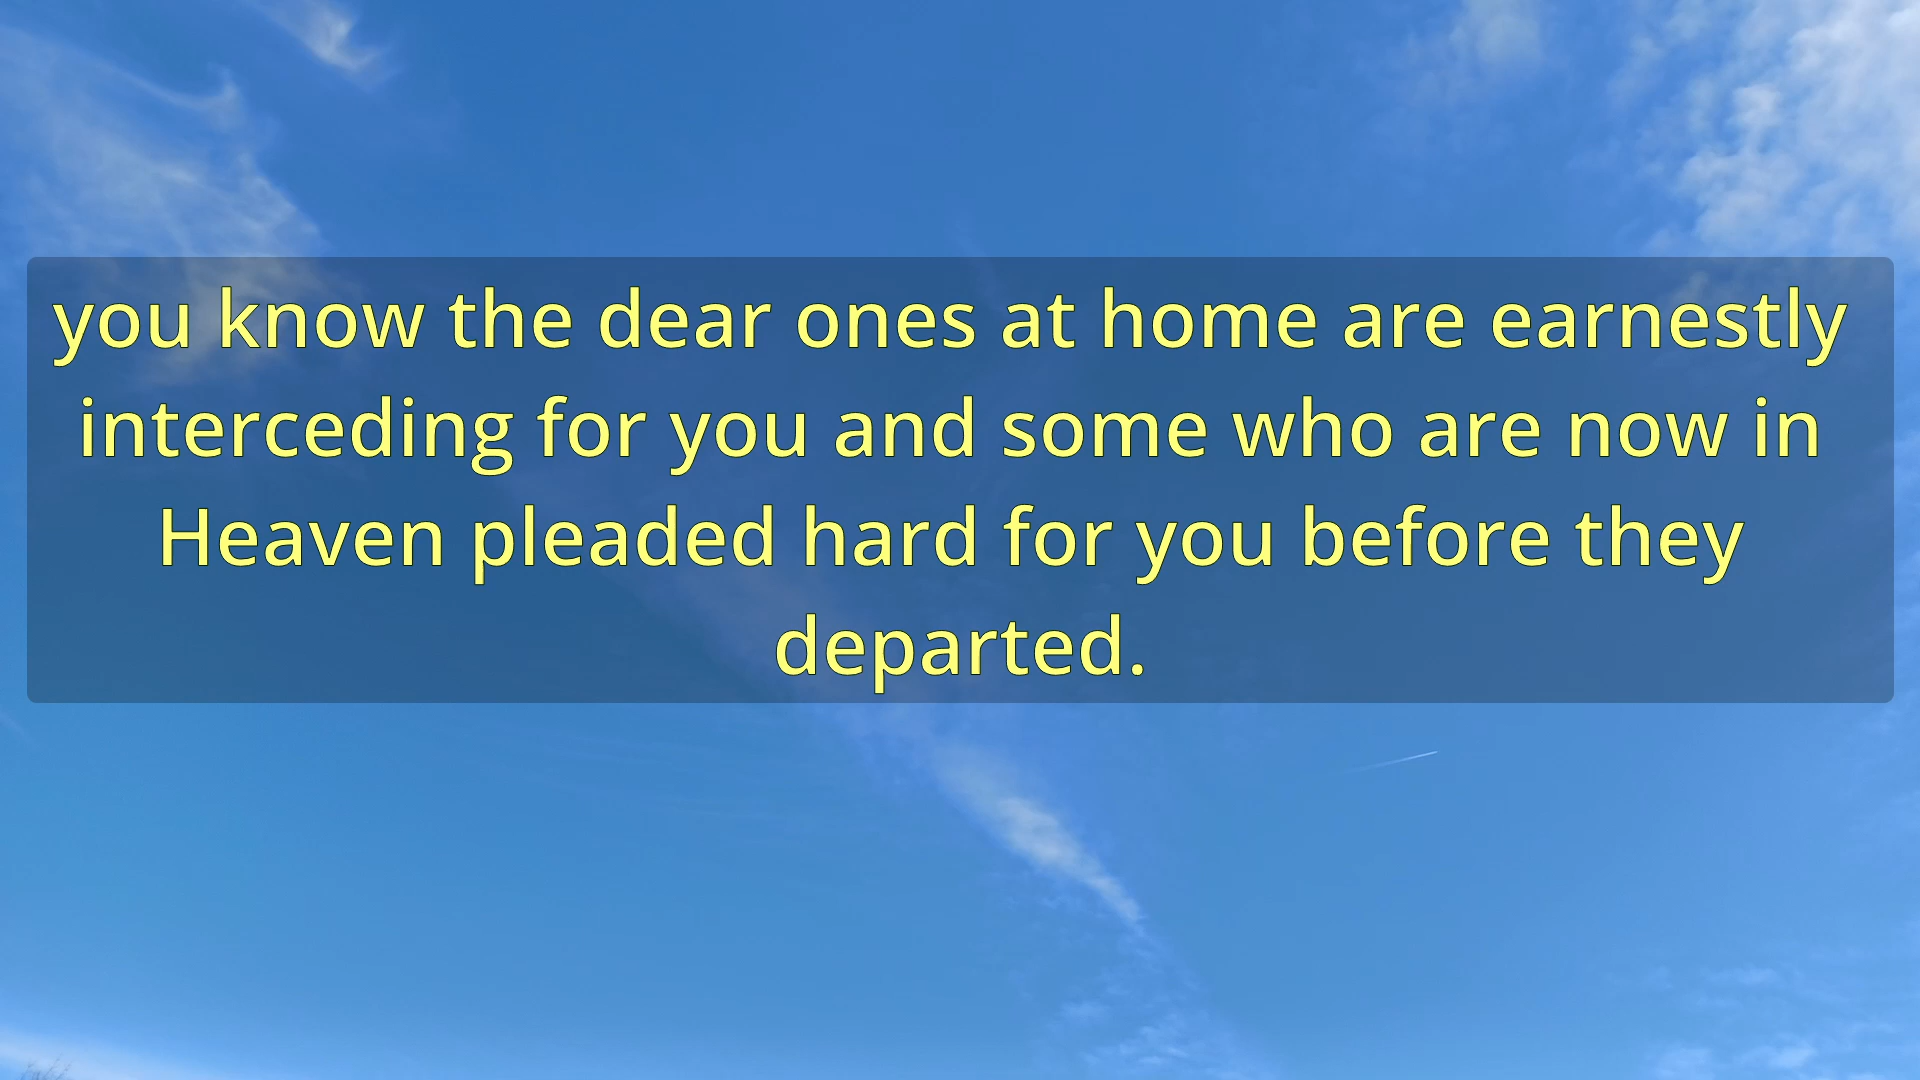 you know the dear ones at home are earnestly
interceding for you and some who are now in
Heaven pleaded hard for you before they
departed.